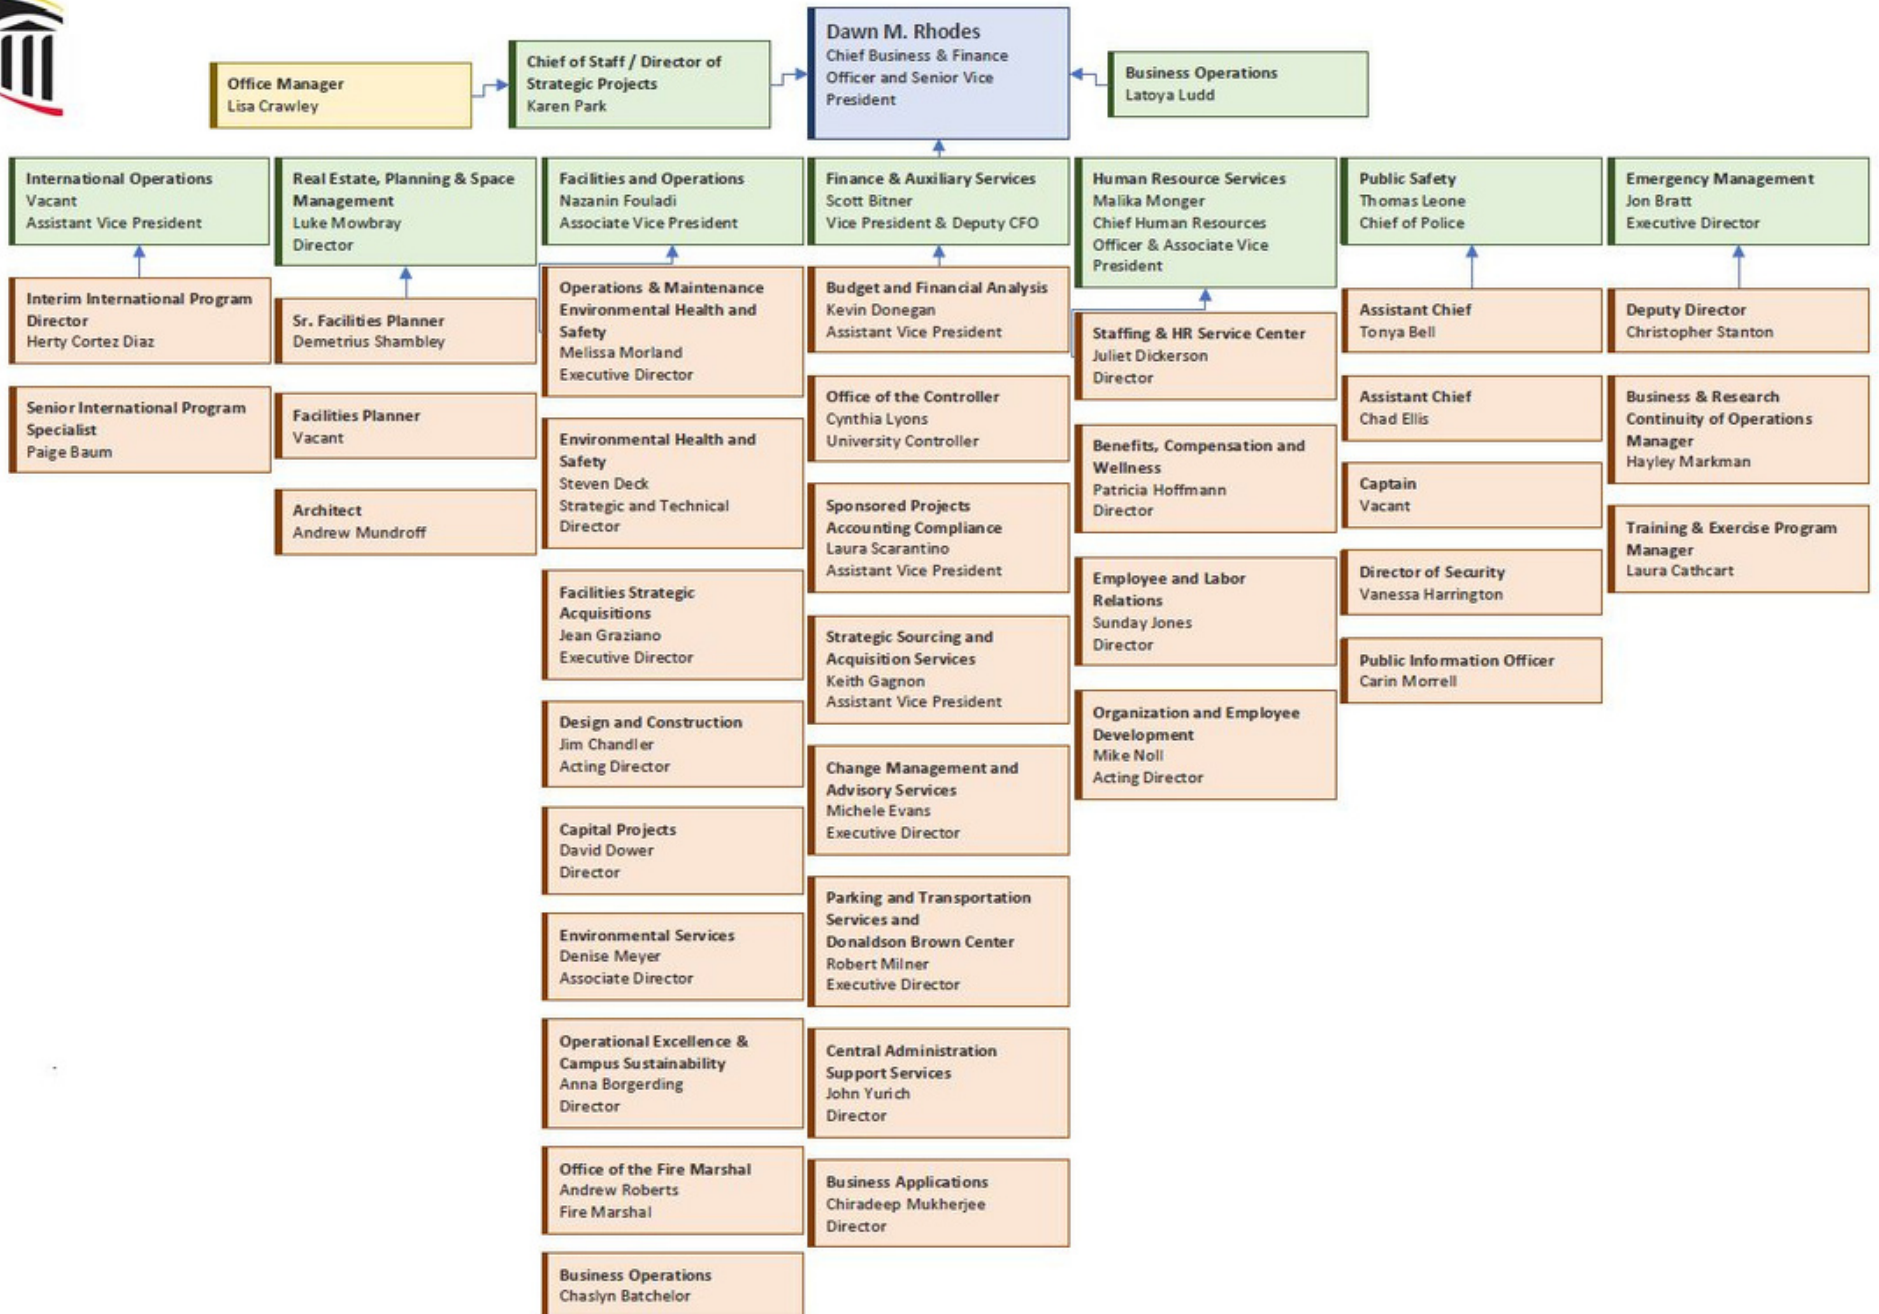 Dawn M. Rhodes
Chief Business & Finance
Officer and Senior Vice
President
Office Manager
Lisa Crawley
Chief of Staff / Director of
Strategic Projects
Karen Park
Business Operations
Latoya Ludd
International Operations
Vacant
Assistant Vice President
Interim International Program
Director
Herty Cortez Diaz
Senior International Program
Specialist
Paige Baum
Real Estate, Planning & Space
Management
Luke Mowbray
Director
Sr. Facilities Planner
Demetrius Shambley
Facilities Planner
Vacant
Architect
Andrew Mundroff
Facilities and Operations
Nazanin Fouladi
Associate Vice President
Operations & Maintenance
Environmental Health and
Safety
Melissa Morland
Executive Director
Environmental Health and
Safety
Steven Deck
Strategic and Technical
Director
Facilities Strategic
Acquisitions
Jean Graziano
Executive Director
Design and Construction
Jim Chandler
Acting Director
Capital Projects
David Dower
Director
Environmental Services
Denise Meyer
Associate Director
Operational Excellence &
Campus Sustainability
Anna Borgerding
Director
Office of the Fire Marshal
Andrew Roberts
Fire Marshal
Business Operations
Chaslyn Batchelor
Finance & Auxiliary Services
Scott Bitner
Vice President & Deputy CFO
Budget and Financial Analysis
Kevin Donegan
Assistant Vice President
Office of the Controller
Cynthia Lyons
University Controller
Sponsored Projects
Accounting Compliance
Laura Scarantino
Assistant Vice President
Strategic Sourcing and
Acquisition Services
Keith Gagnon
Assistant Vice President
Change Management and
Advisory Services
Michele Evans
Executive Director
Parking and Transportation
Services and
Donaldson Brown Center
Robert Milner
Executive Director
Central Administration
Support Services
John Yurich
Director
Business Applications
Chiradeep Mukherjee
Director
Human Resource Services
Malika Monger
Chief Human Resources
Officer & Associate Vice
President
Staffing & HR Service Center
Juliet Dickerson
Director
Benefits, Compensation and
Wellness
Patricia Hoffmann
Director
Employee and Labor
Relations
Sunday Jones
Director
Organization and Employee
Development
Mike Noll
Acting Director
Public Safety
Thomas Leone
Chief of Police
Assistant Chief
Tonya Bell
Assistant Chief
Chad Ellis
Captain
Vacant
Director of Security
Vanessa Harrington
Public Information Officer
Carin Morrell
Emergency Management
Jon Bratt
Executive Director
Deputy Director
Christopher Stanton
Business & Research
Continuity of Operations
Manager
Hayley Markman
Training & Exercise Program
Manager
Laura Cathcart